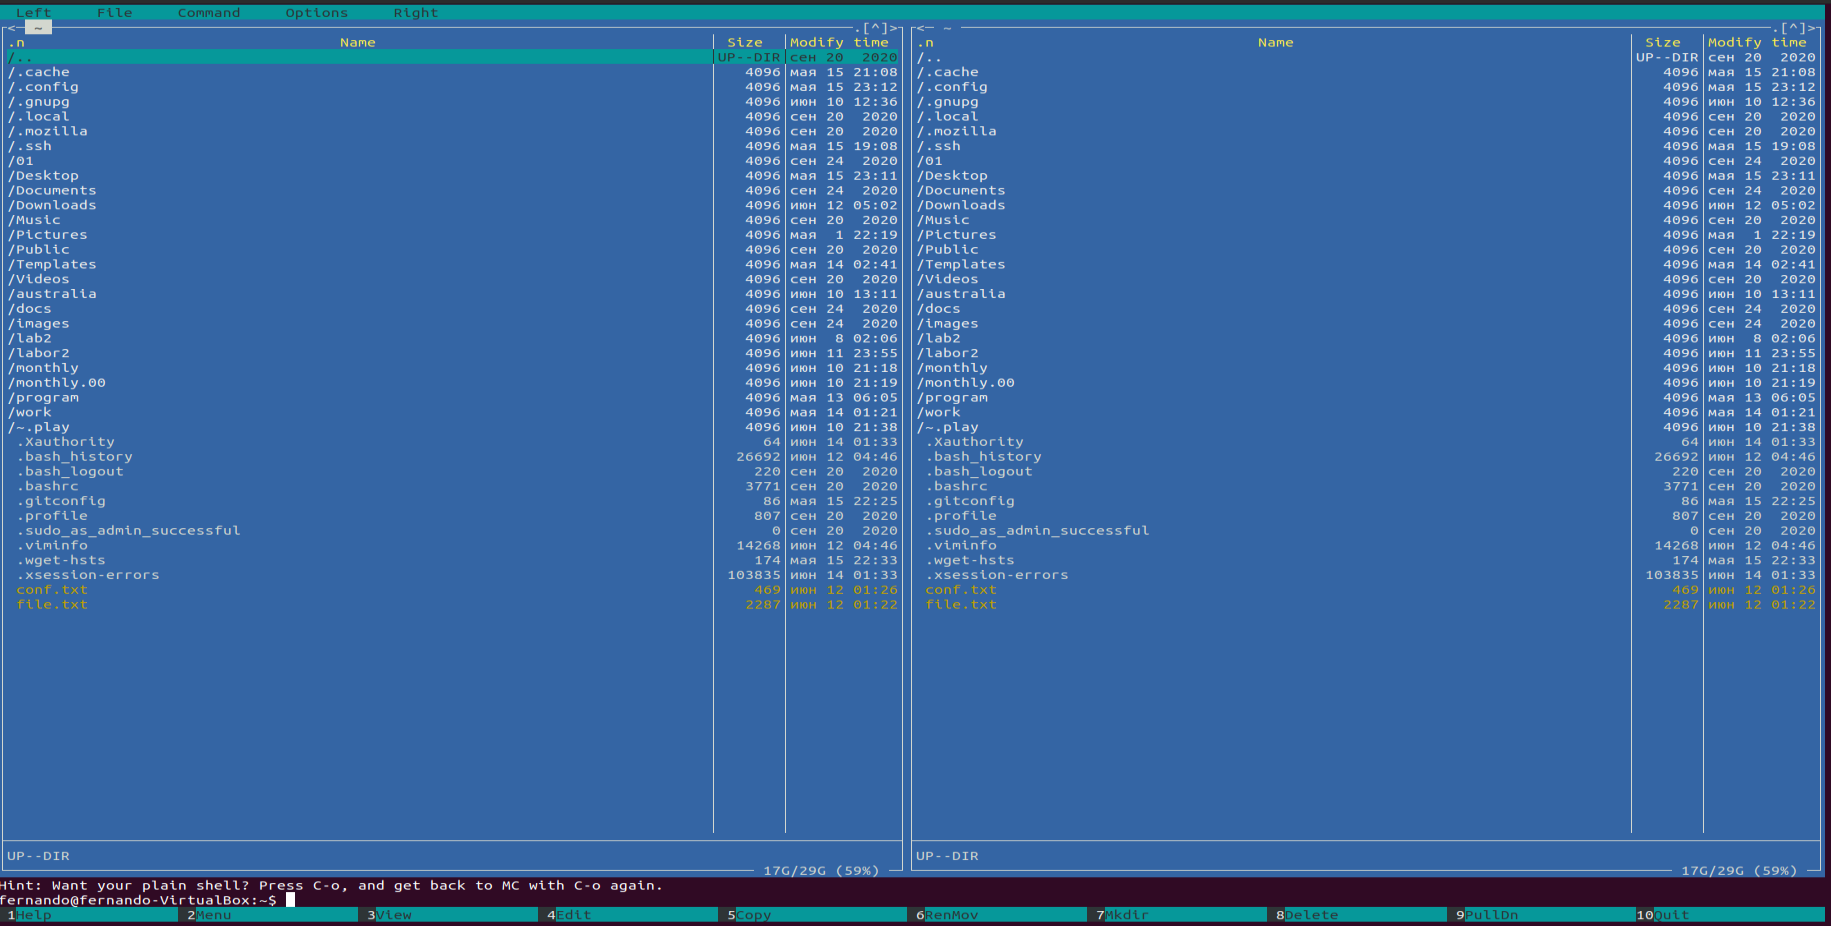 Left File Command Options Right
<─ ~ .[^]> <─ ~ .[^]>
.n Name Size Modify time .n Name Size Modify time
/.. UP--DIR сен 20 2020 /.. UP--DIR сен 20 2020
/.cache 4096 мая 15 21:08 /.cache 4096 мая 15 21:08
/.config 4096 мая 15 23:12 /.config 4096 мая 15 23:12
/.gnupg 4096 июн 10 12:36 /.gnupg 4096 июн 10 12:36
/.local 4096 сен 20 2020 /.local 4096 сен 20 2020
/.mozilla 4096 сен 20 2020 /.mozilla 4096 сен 20 2020
/.ssh 4096 мая 15 19:08 /.ssh 4096 мая 15 19:08
/01 4096 сен 24 2020 /01 4096 сен 24 2020
/Desktop 4096 мая 15 23:11 /Desktop 4096 мая 15 23:11
/Documents 4096 сен 24 2020 /Documents 4096 сен 24 2020
/Downloads 4096 июн 12 05:02 /Downloads 4096 июн 12 05:02
/Music 4096 сен 20 2020 /Music 4096 сен 20 2020
/Pictures 4096 мая 1 22:19 /Pictures 4096 мая 1 22:19
/Public 4096 сен 20 2020 /Public 4096 сен 20 2020
/Templates 4096 мая 14 02:41 /Templates 4096 мая 14 02:41
/Videos 4096 сен 20 2020 /Videos 4096 сен 20 2020
/australia 4096 июн 10 13:11 /australia 4096 июн 10 13:11
/docs 4096 сен 24 2020 /docs 4096 сен 24 2020
/images 4096 сен 24 2020 /images 4096 сен 24 2020
/lab2 4096 июн 8 02:06 /lab2 4096 июн 8 02:06
/labor2 4096 июн 11 23:55 /labor2 4096 июн 11 23:55
/monthly 4096 июн 10 21:18 /monthly 4096 июн 10 21:18
/monthly.00 4096 июн 10 21:19 /monthly.00 4096 июн 10 21:19
/program 4096 мая 13 06:05 /program 4096 мая 13 06:05
/work 4096 мая 14 01:21 /work 4096 мая 14 01:21
/~.play 4096 июн 10 21:38 /~.play 4096 июн 10 21:38
.Xauthority 64 июн 14 01:33 .Xauthority 64 июн 14 01:33
.bash_history 26692 июн 12 04:46 .bash_history 26692 июн 12 04:46
.bash_logout 220 сен 20 2020 .bash_logout 220 сен 20 2020
.bashrc 3771 сен 20 2020 .bashrc 3771 сен 20 2020
.gitconfig 86 мая 15 22:25 .gitconfig 86 мая 15 22:25
.profile 807 сен 20 2020 .profile 807 сен 20 2020
.sudo_as_admin_successful 0 сен 20 2020 .sudo_as_admin_successful 0 сен 20 2020
.viminfo 14268 июн 12 04:46 .viminfo 14268 июн 12 04:46
.wget-hsts 174 мая 15 22:33 .wget-hsts 174 мая 15 22:33
.xsession-errors 103835 июн 14 01:33 .xsession-errors 103835 июн 14 01:33
conf.txt 469 июн 12 01:26 conf.txt 469 июн 12 01:26
file.txt 2287 июн 12 01:22 file.txt 2287 июн 12 01:22
UP--DIR UP--DIR
17G/29G (59%) 17G/29G (59%)
Hint: Want your plain shell? Press C-o, and get back to MC with C-o again.
fernando@fernando-VirtualBox:~$
1Help 2Menu 3View 4Edit 5Copy 6RenMov 7Mkdir 8Delete 9PullDn 10Quit